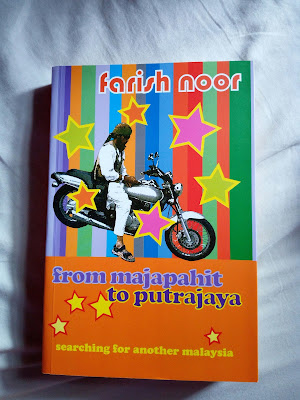 farish noor
from majapahit
to putrajaya
searching for another malaysia